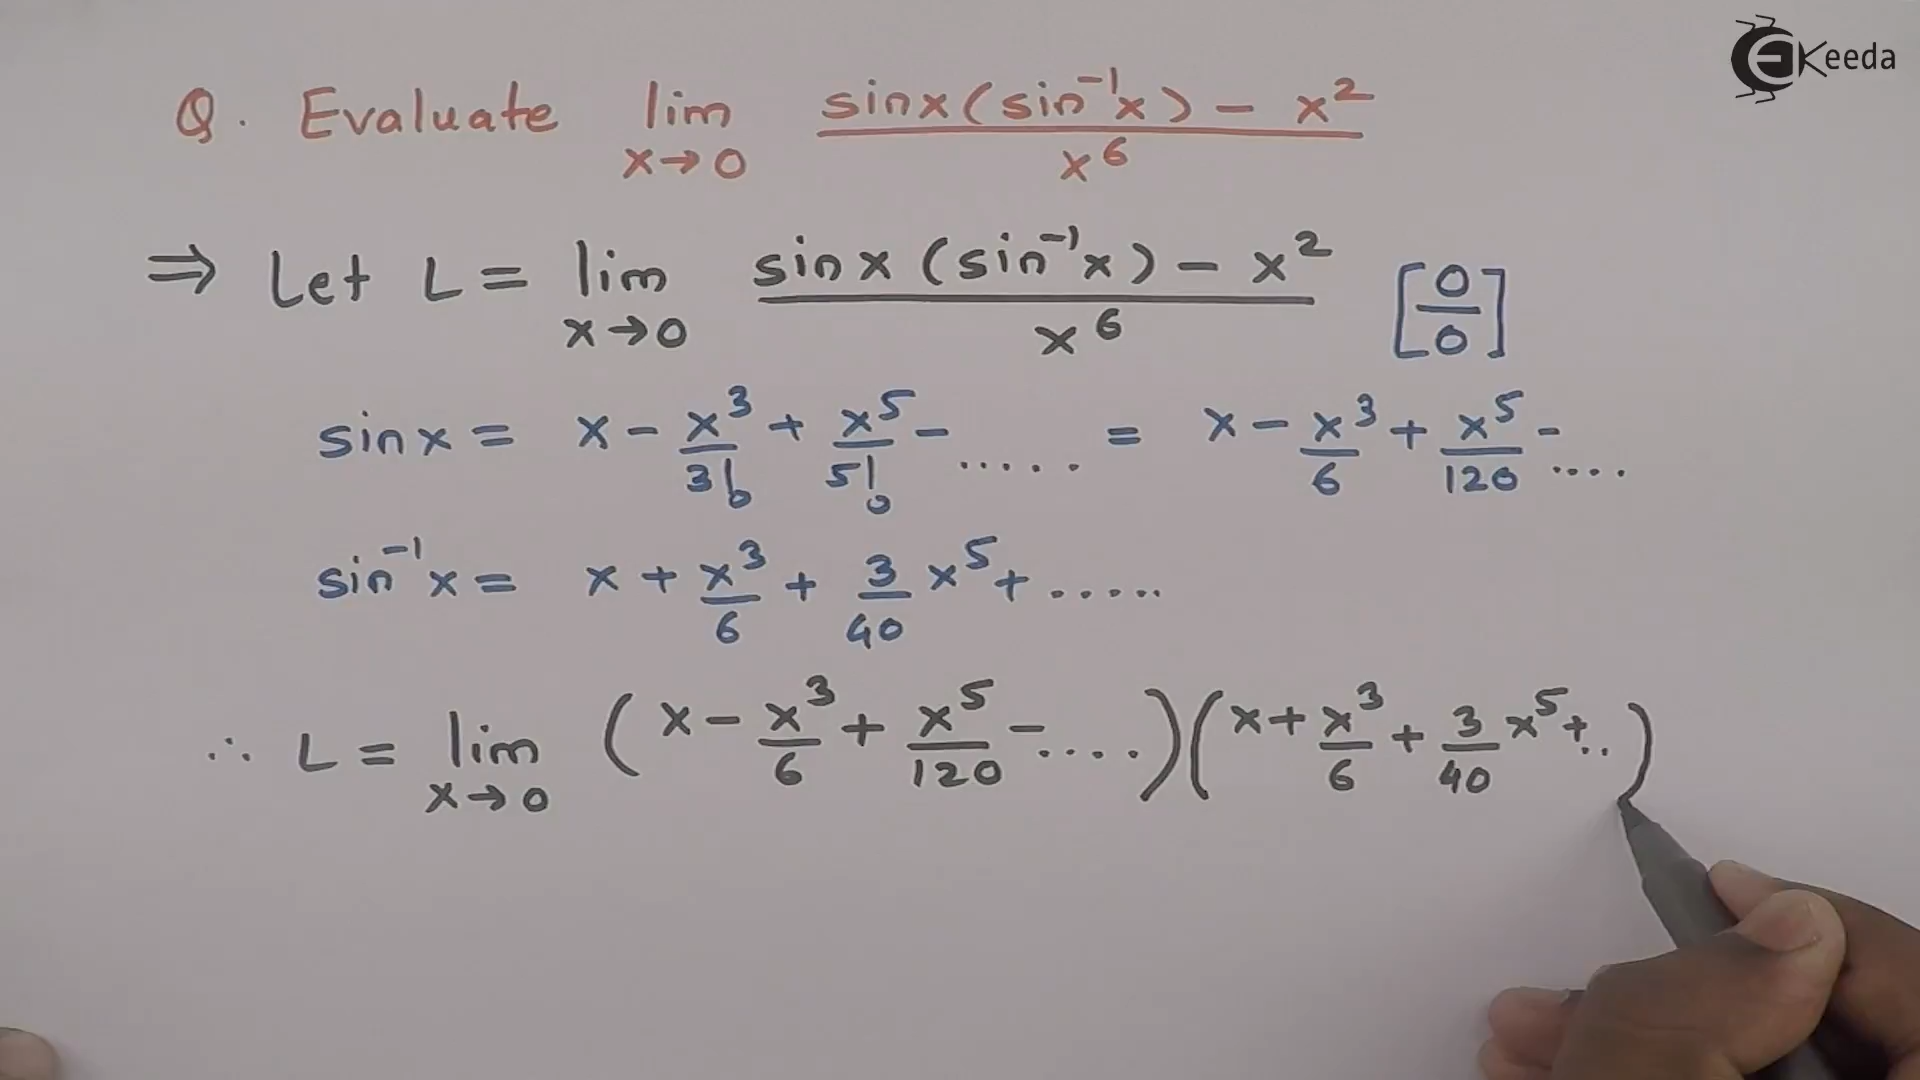 EKeeda
Q. Evaluate lim x→0 sinx(sin⁻¹x) - x² / x⁶
⇒ Let L = lim x→0 sinx (sin⁻¹x) - x² / x⁶ [0/0]
sinx = x - x³/3! + x⁵/5! - ..... = x - x³/6 + x⁵/120 - ....
sin⁻¹x = x + x³/6 + 3/40 x⁵ + .....
∴ L = lim x→0 (x - x³/6 + x⁵/120 - ....)(x + x³/6 + 3/40 x⁵ + ..)